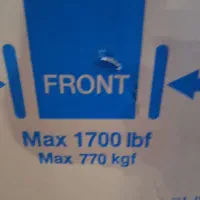 FRONT
Max 1700 lbf
Max 770 kgf